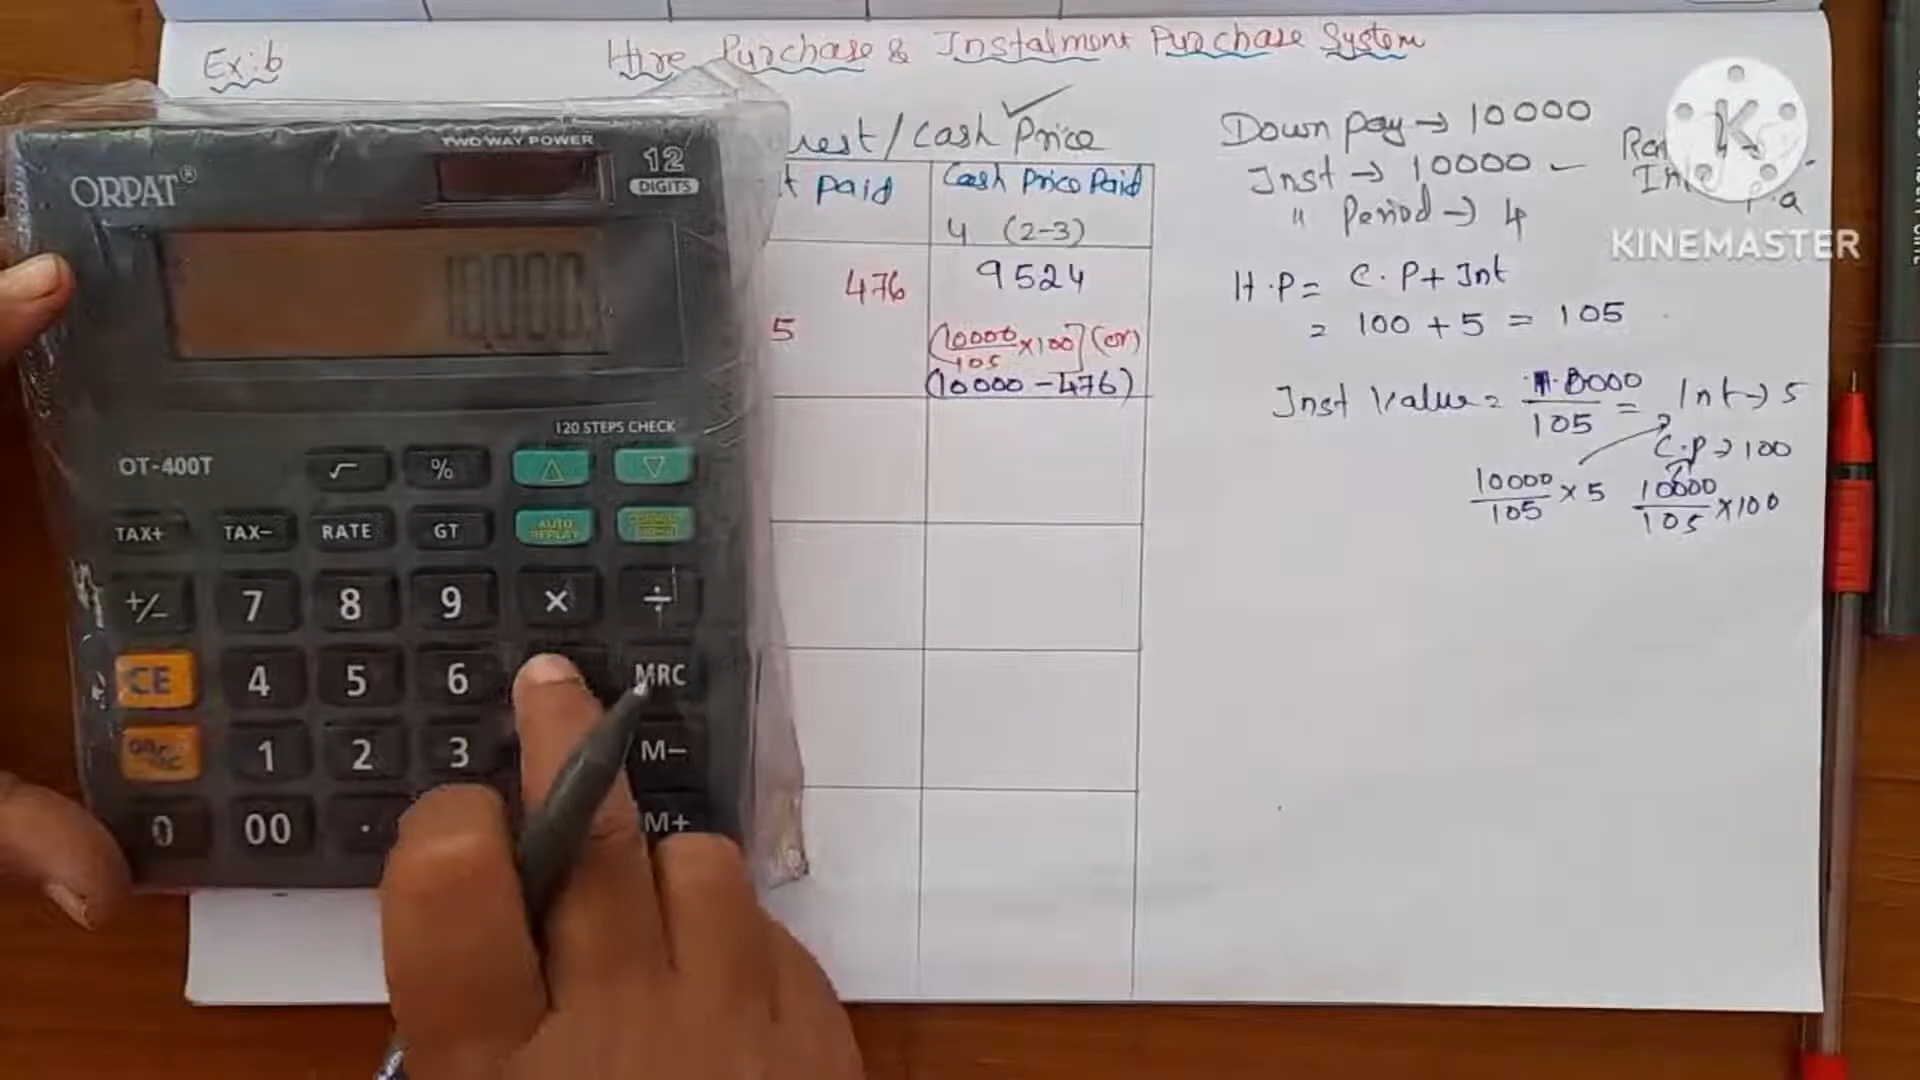 Ex:6 Hire Purchase & Instalment Purchase System
rest/Cash Price
t Paid Cash Price Paid
4 (2-3)
476 9524
5 (10000/105 × 100) (or)
(10000 - 476)
Down pay → 10000
Inst → 10000
" Period → 4
p.a
H.P = C.P + Int
= 100 + 5 = 105
Inst Value = 10000/105 = Int → 5
C.P → 100
10000/105 × 5 10000/105 × 100
KINEMASTER
TWO WAY POWER
ORPAT® 12 DIGITS
10,000.
120 STEPS CHECK
OT-400T √ % △ ▽
TAX+ TAX− RATE GT AUTO REPLAY
+/− 7 8 9 × ÷
CE 4 5 6 MRC
1 2 3 M−
0 00 . M+